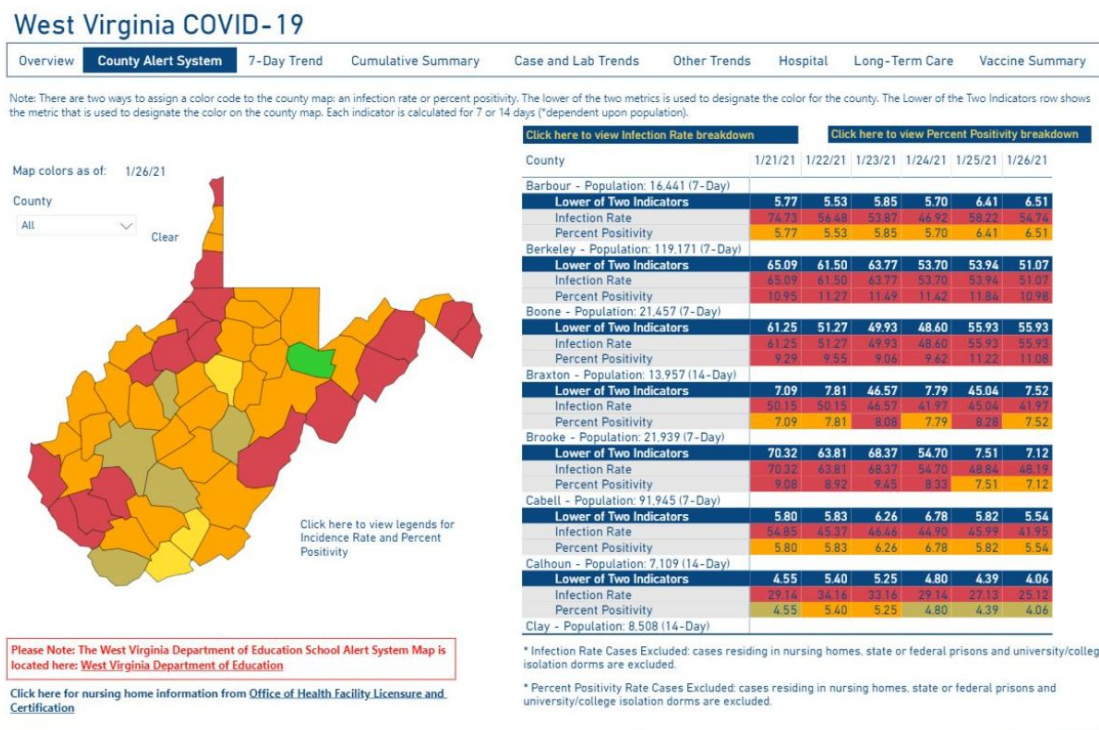 West Virginia COVID-19
Overview County Alert System 7-Day Trend Cumulative Summary Case and Lab Trends Other Trends Hospital Long-Term Care Vaccine Summary
Note: There are two ways to assign a color code to the county map: an infection rate or percent positivity. The lower of the two metrics is used to designate the color for the county. The Lower of the Two Indicators row shows
the metric that is used to designate the color on the county map. Each indicator is calculated for 7 or 14 days (*dependent upon population).
Map colors as of: 1/26/21
County
All
Clear
Click here to view legends for
Incidence Rate and Percent
Positivity
Please Note: The West Virginia Department of Education School Alert System Map is
located here: West Virginia Department of Education
Click here for nursing home information from Office of Health Facility Licensure and
Certification
Click here to view Infection Rate breakdown Click here to view Percent Positivity breakdown
County 1/21/21 1/22/21 1/23/21 1/24/21 1/25/21 1/26/21
Barbour - Population: 16,441 (7-Day)
Lower of Two Indicators 5.77 5.53 5.85 5.70 6.41 6.51
Infection Rate 74.73 56.48 53.87 46.92 58.22 54.74
Percent Positivity 5.77 5.53 5.85 5.70 6.41 6.51
Berkeley - Population: 119,171 (7-Day)
Lower of Two Indicators 65.09 61.50 63.77 53.70 53.94 51.07
Infection Rate 65.09 61.50 63.77 53.70 53.94 51.07
Percent Positivity 10.95 11.27 11.49 11.42 11.84 10.98
Boone - Population: 21,457 (7-Day)
Lower of Two Indicators 61.25 51.27 49.93 48.60 55.93 55.93
Infection Rate 61.25 51.27 49.93 48.60 55.93 55.93
Percent Positivity 9.29 9.55 9.06 9.62 11.22 11.08
Braxton - Population: 13,957 (14-Day)
Lower of Two Indicators 7.09 7.81 46.57 7.79 45.04 7.52
Infection Rate 50.15 50.15 46.57 41.97 45.04 41.97
Percent Positivity 7.09 7.81 8.08 7.79 8.28 7.52
Brooke - Population: 21,939 (7-Day)
Lower of Two Indicators 70.32 63.81 68.37 54.70 7.51 7.12
Infection Rate 70.32 63.81 68.37 54.70 48.84 48.19
Percent Positivity 9.08 8.92 9.45 8.33 7.51 7.12
Cabell - Population: 91,945 (7-Day)
Lower of Two Indicators 5.80 5.83 6.26 6.78 5.82 5.54
Infection Rate 54.85 45.37 46.46 44.90 45.99 41.95
Percent Positivity 5.80 5.83 6.26 6.78 5.82 5.54
Calhoun - Population: 7,109 (14-Day)
Lower of Two Indicators 4.55 5.40 5.25 4.80 4.39 4.06
Infection Rate 29.14 34.16 33.16 29.14 27.13 25.12
Percent Positivity 4.55 5.40 5.25 4.80 4.39 4.06
Clay - Population: 8,508 (14-Day)
* Infection Rate Cases Excluded: cases residing in nursing homes, state or federal prisons and university/colleg
isolation dorms are excluded.
* Percent Positivity Rate Cases Excluded: cases residing in nursing homes, state or federal prisons and
university/college isolation dorms are excluded.